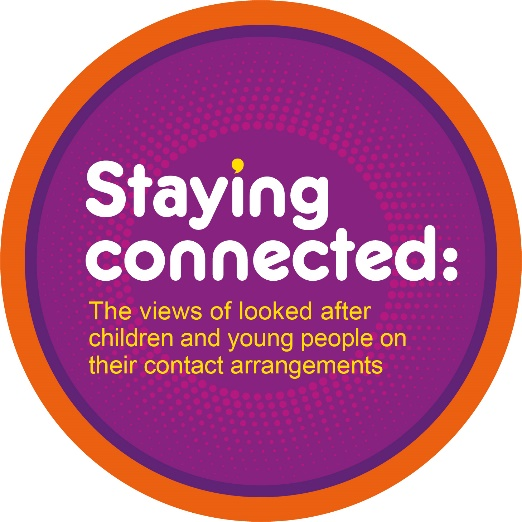 Staying
connected:
The views of looked after
children and young people on
their contact arrangements